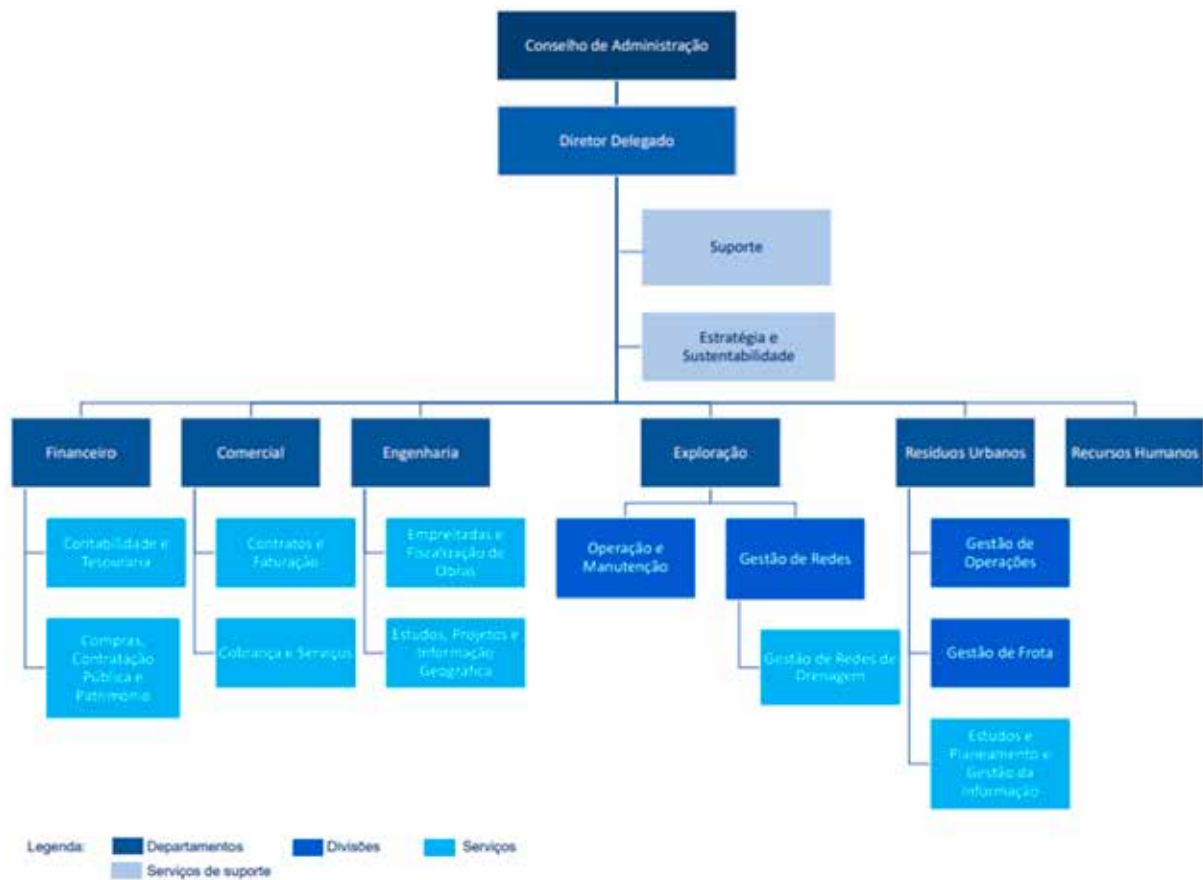 Conselho de Administração
Diretor Delegado
Suporte
Estratégia e
Sustentabilidade
Financeiro
Comercial
Engenharia
Exploração
Resíduos Urbanos
Recursos Humanos
Contabilidade e
Tesouraria
Contratos e
Faturação
Empreitadas e
Fiscalização de
Obras
Operação e
Manutenção
Gestão de Redes
Gestão de
Operações
Compras,
Contratação
Pública e
Património
Cobrança e Serviços
Estudos, Projetos e
Informação
Geográfica
Gestão de Redes de
Drenagem
Gestão de Frota
Estudos e
Planeamento e
Gestão da
Informação
Legenda:
Departamentos
Divisões
Serviços
Serviços de suporte